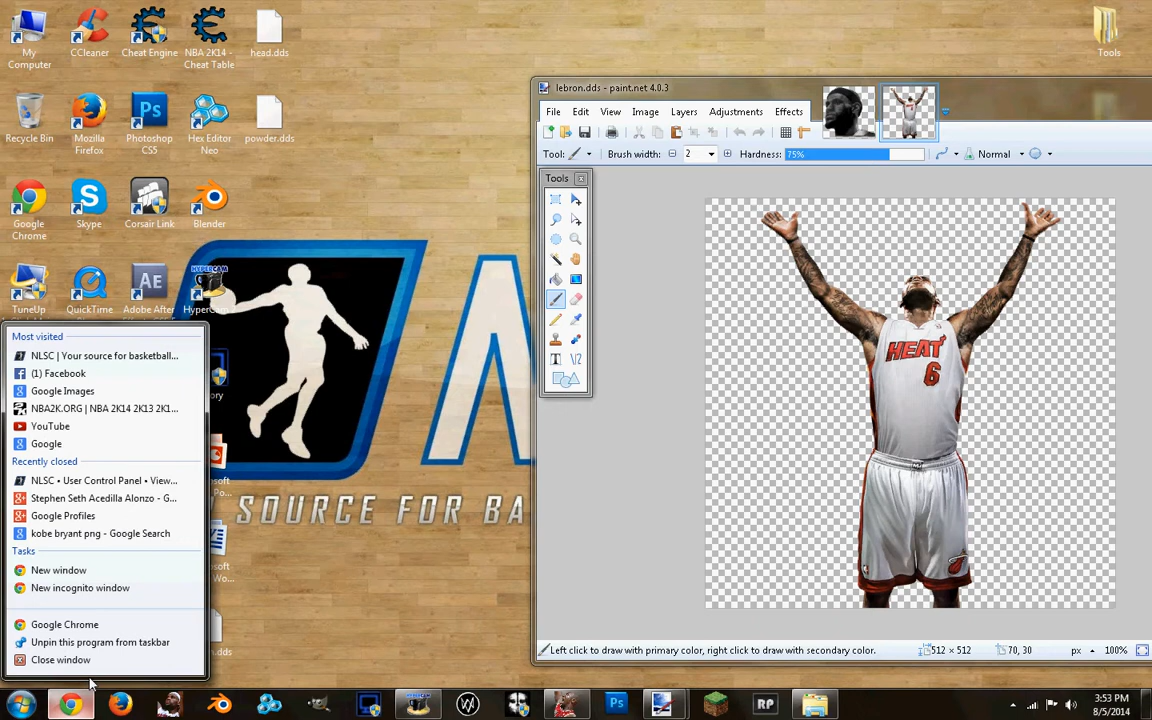 My Computer
CCleaner
Cheat Engine
NBA 2K14 - Cheat Table
head.dds
Tools
Recycle Bin
Mozilla Firefox
Photoshop CS5
Hex Editor Neo
powder.dds
Google Chrome
Skype
Corsair Link
Blender
TuneUp
QuickTime
Adobe After
HYPERCAM
HyperCam
SOURCE FOR BA
Most visited
NLSC | Your source for basketball...
(1) Facebook
Google Images
NBA2K.ORG | NBA 2K14 2K13 2K1...
YouTube
Google
Recently closed
NLSC • User Control Panel • View...
Stephen Seth Acedilla Alonzo - G...
Google Profiles
kobe bryant png - Google Search
Tasks
New window
New incognito window
Google Chrome
Unpin this program from taskbar
Close window
lebron.dds - paint.net 4.0.3
File Edit View Image Layers Adjustments Effects
Tool: Brush width: 2 Hardness: 75% Normal
Tools
HEAT
6
Left click to draw with primary color, right click to draw with secondary color. 512 × 512 70, 30 px 100%
3:53 PM
8/5/2014